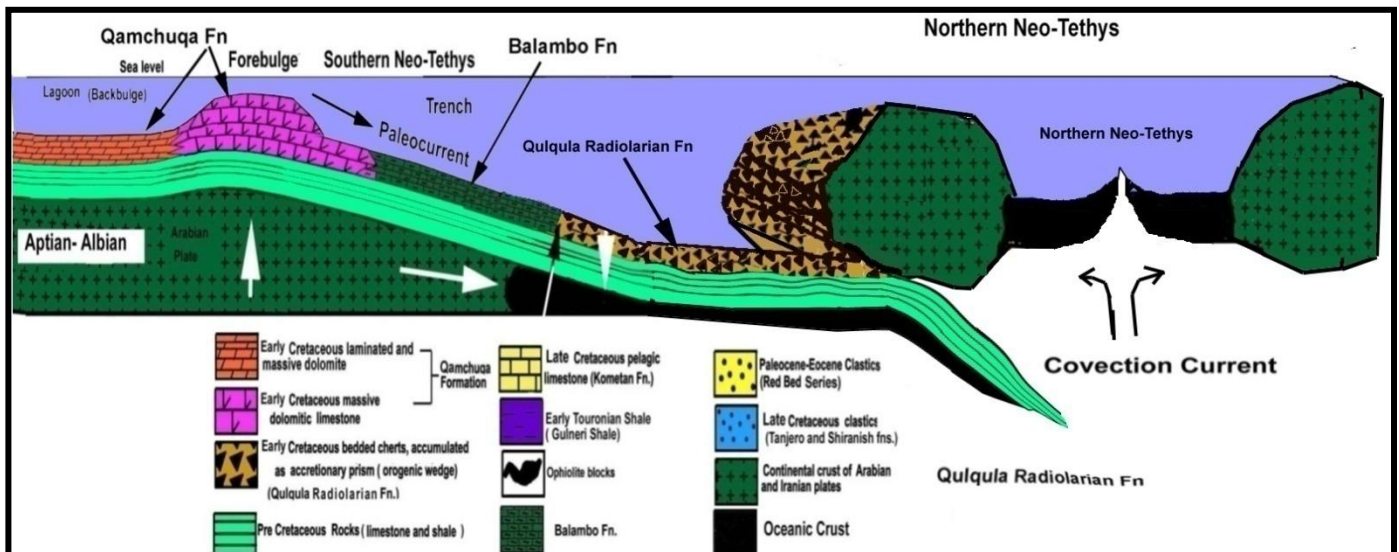 Northern Neo-Tethys
Qamchuqa Fn
Sea level
Forebulge
Southern Neo-Tethys
Balambo Fn
Lagoon (Backbulge)
Trench
Paleocurrent
Qulqula Radiolarian Fn
Northern Neo-Tethys
Aptian- Albian
Arabian
Plate
Covection Current
Qulqula Radiolarian Fn
Early Cretaceous laminated and
massive dolomite
Early Cretaceous massive
dolomitic limestone
Qamchuqa
Formation
Early Cretaceous bedded cherts, accumulated
as accretionary prism ( orogenic wedge)
(Qulqula Radiolarian Fn.)
Pre Cretaceous Rocks ( limestone and shale )
Late Cretaceous pelagic
limestone (Kometan Fn.)
Early Touronian Shale
( Gulneri Shale)
Ophiolite blocks
Balambo Fn.
Paleocene-Eocene Clastics
(Red Bed Series)
Late Cretaceous clastics
(Tanjero and Shiranish fns.)
Continental crust of Arabian
and Iranian plates
Oceanic Crust